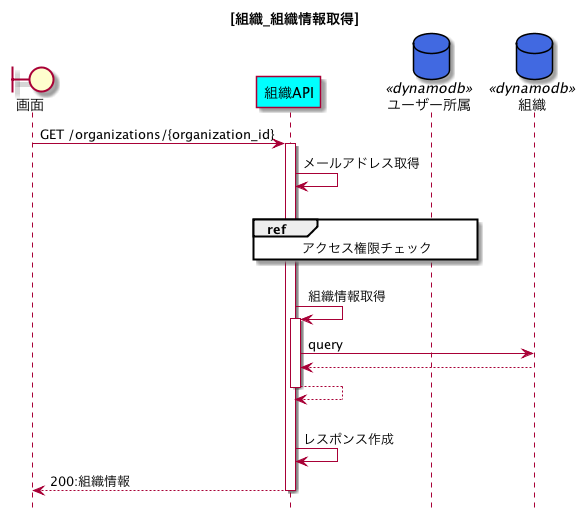 [組織_組織情報取得]
画面
組織API
«dynamodb»
ユーザー所属
«dynamodb»
組織
GET /organizations/{organization_id}
メールアドレス取得
ref
アクセス権限チェック
組織情報取得
query
レスポンス作成
200:組織情報